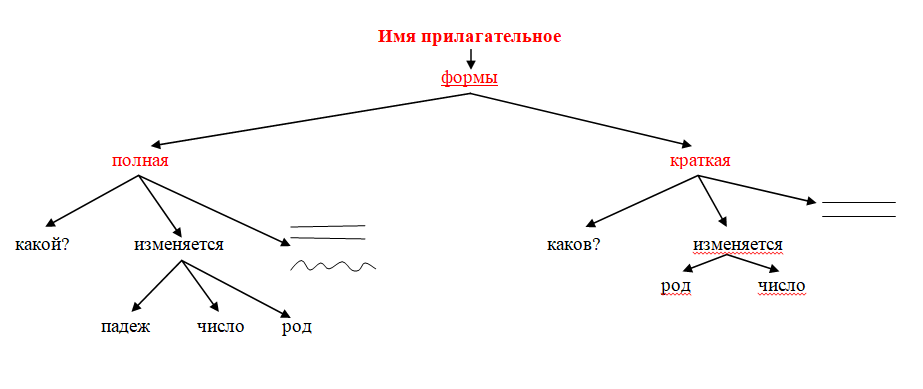 Имя прилагательное
формы
полная краткая
какой? изменяется каков? изменяется
род число
падеж число род